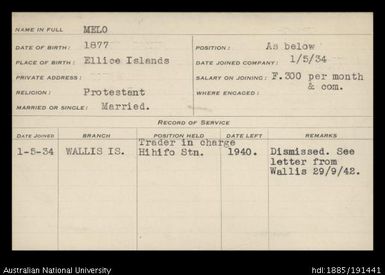 NAME IN FULL MELO
DATE OF BIRTH: 1877
POSITION: As below
PLACE OF BIRTH: Ellice Islands
DATE JOINED COMPANY: 1/5/34
PRIVATE ADDRESS:
SALARY ON JOINING: F.300 per month & com.
RELIGION: Protestant
WHERE ENGAGED:
MARRIED OR SINGLE: Married.
RECORD OF SERVICE
DATE JOINED BRANCH POSITION HELD DATE LEFT REMARKS
Trader in charge
1-5-34 WALLIS IS. Hihifo Stn. 1940. Dismissed. See
letter from
Wallis 29/9/42.
Australian National University
hdl:1885/191441